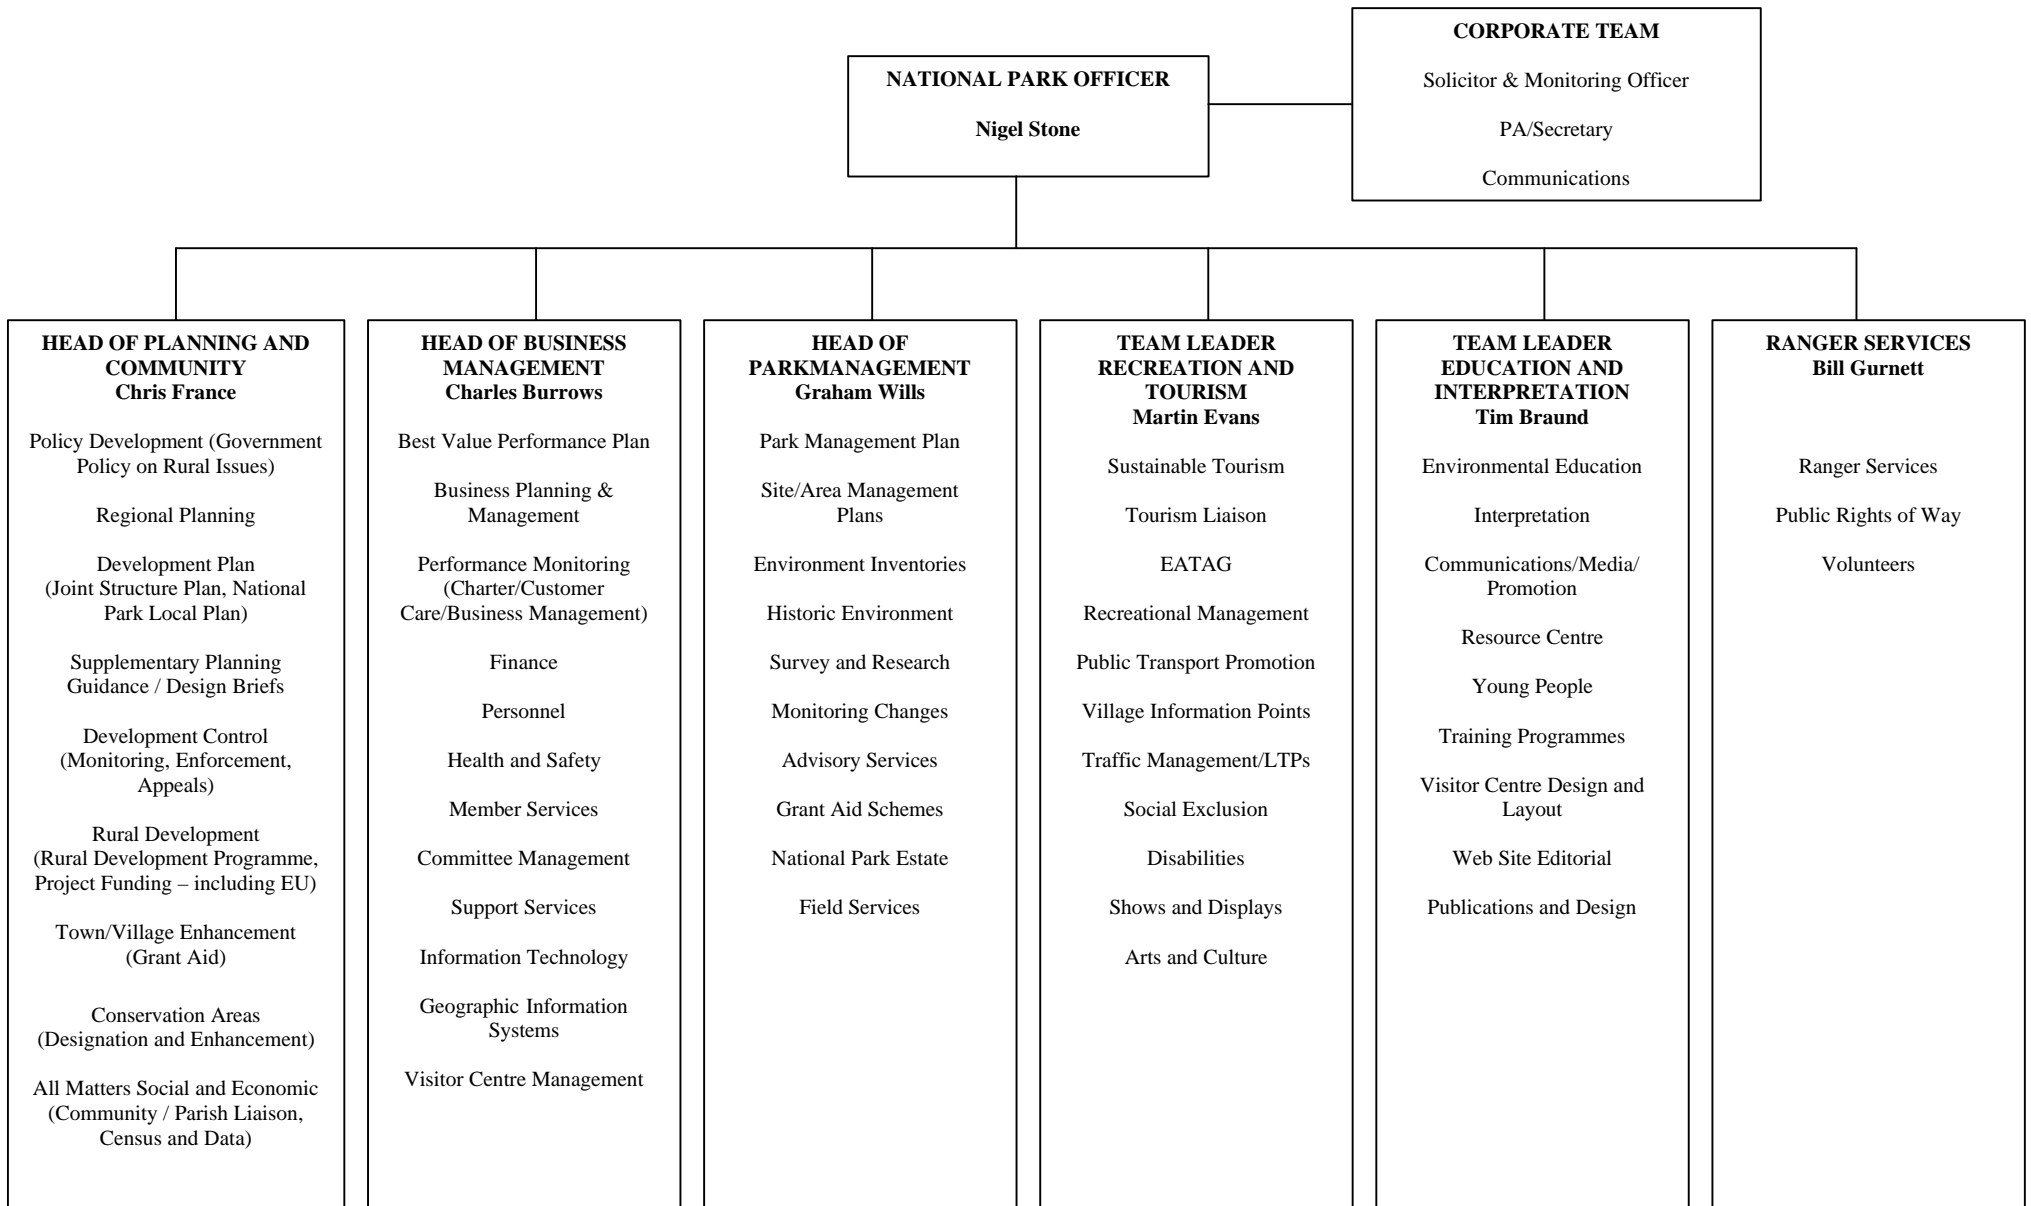 CORPORATE TEAM
Solicitor & Monitoring Officer
PA/Secretary
Communications
NATIONAL PARK OFFICER
Nigel Stone
HEAD OF PLANNING AND
COMMUNITY
Chris France
Policy Development (Government
Policy on Rural Issues)
Regional Planning
Development Plan
(Joint Structure Plan, National
Park Local Plan)
Supplementary Planning
Guidance / Design Briefs
Development Control
(Monitoring, Enforcement,
Appeals)
Rural Development
(Rural Development Programme,
Project Funding – including EU)
Town/Village Enhancement
(Grant Aid)
Conservation Areas
(Designation and Enhancement)
All Matters Social and Economic
(Community / Parish Liaison,
Census and Data)
HEAD OF BUSINESS
MANAGEMENT
Charles Burrows
Best Value Performance Plan
Business Planning &
Management
Performance Monitoring
(Charter/Customer
Care/Business Management)
Finance
Personnel
Health and Safety
Member Services
Committee Management
Support Services
Information Technology
Geographic Information
Systems
Visitor Centre Management
HEAD OF
PARKMANAGEMENT
Graham Wills
Park Management Plan
Site/Area Management
Plans
Environment Inventories
Historic Environment
Survey and Research
Monitoring Changes
Advisory Services
Grant Aid Schemes
National Park Estate
Field Services
TEAM LEADER
RECREATION AND
TOURISM
Martin Evans
Sustainable Tourism
Tourism Liaison
EATAG
Recreational Management
Public Transport Promotion
Village Information Points
Traffic Management/LTPs
Social Exclusion
Disabilities
Shows and Displays
Arts and Culture
TEAM LEADER
EDUCATION AND
INTERPRETATION
Tim Braund
Environmental Education
Interpretation
Communications/Media/
Promotion
Resource Centre
Young People
Training Programmes
Visitor Centre Design and
Layout
Web Site Editorial
Publications and Design
RANGER SERVICES
Bill Gurnett
Ranger Services
Public Rights of Way
Volunteers